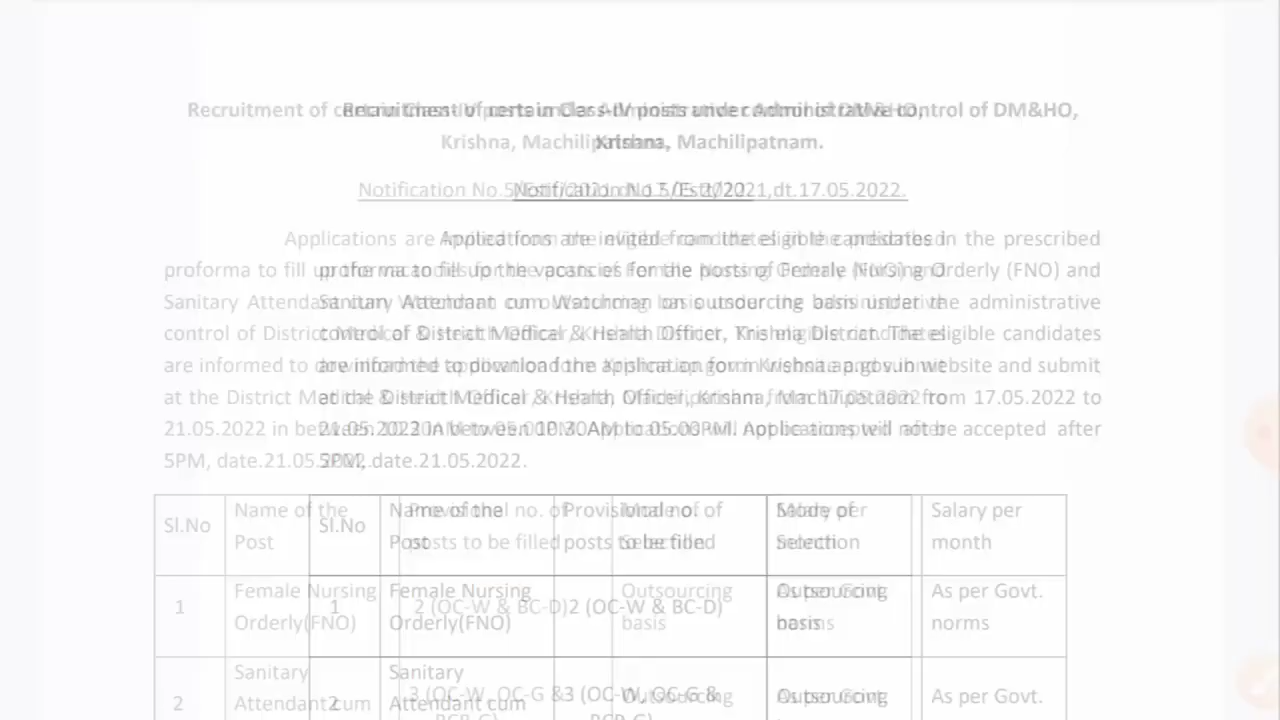 Recruitment of certain Class-IV posts under Administrative control of DM&HO,
Krishna, Machilipatnam.
Notification No.5/Estt/2021,dt.17.05.2022.
Applications are invited from the eligible candidates in the prescribed
proforma to fill up the vacancies for the posts of Female Nursing Orderly (FNO) and
Sanitary Attendant cum Watchman on outsourcing basis under the administrative
control of District Medical & Health Officer, Krishna District. The eligible candidates
are informed to download the application form in krishna.ap.gov.in website and submit
at the District Medical & Health Officer, Krishna, Machilipatnam from 17.05.2022 to
21.05.2022 in between 10.30AM to 05.00PM. Applications will not be accepted after
5PM, date.21.05.2022.
Sl.No Name of the Provisional no. of Mode of Salary per
Post posts to be filled Selection month
1 Female Nursing 2 (OC-W & BC-D) Outsourcing As per Govt.
Orderly(FNO) basis norms
2 Sanitary 3 (OC-W, OC-G & Outsourcing As per Govt.
Attendant cum